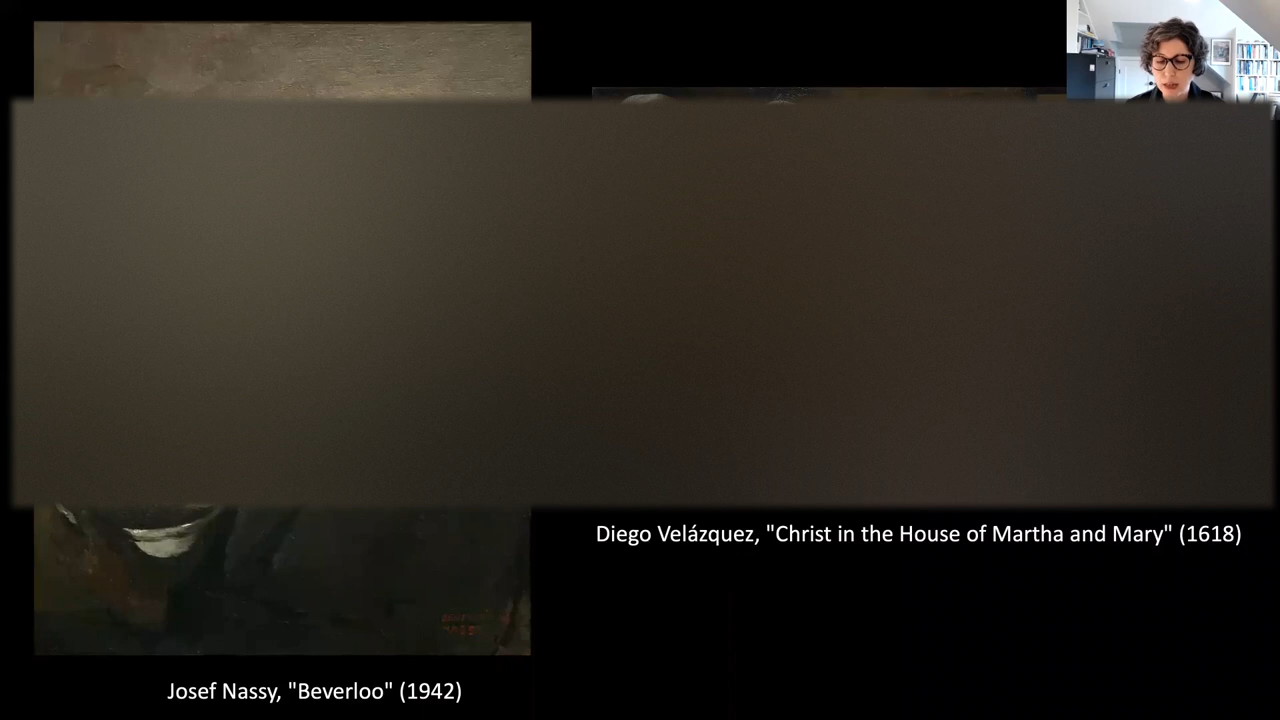 Diego Velázquez, "Christ in the House of Martha and Mary" (1618)
Josef Nassy, "Beverloo" (1942)